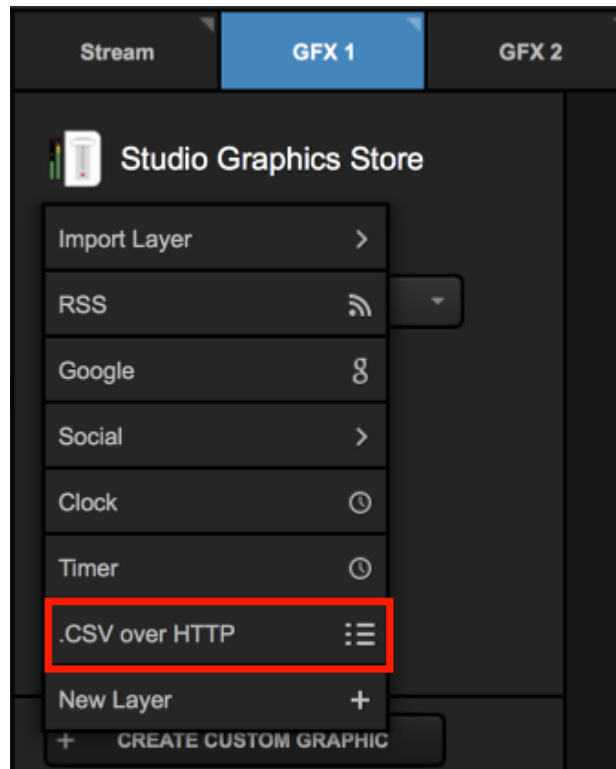 Stream GFX 1 GFX 2
Studio Graphics Store
Import Layer
RSS
Google
Social
Clock
Timer
.CSV over HTTP
New Layer
CREATE CUSTOM GRAPHIC